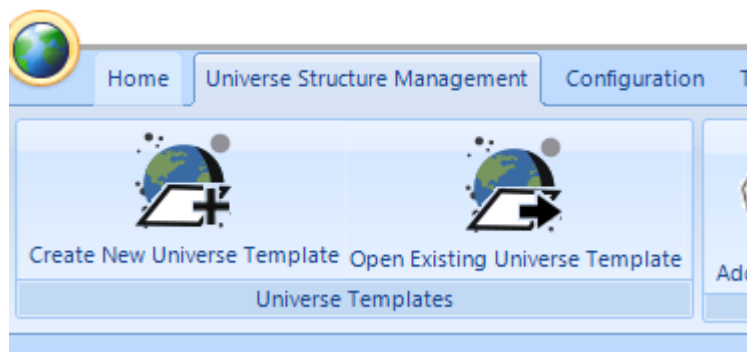 Home Universe Structure Management Configuration
Create New Universe Template Open Existing Universe Template
Universe Templates